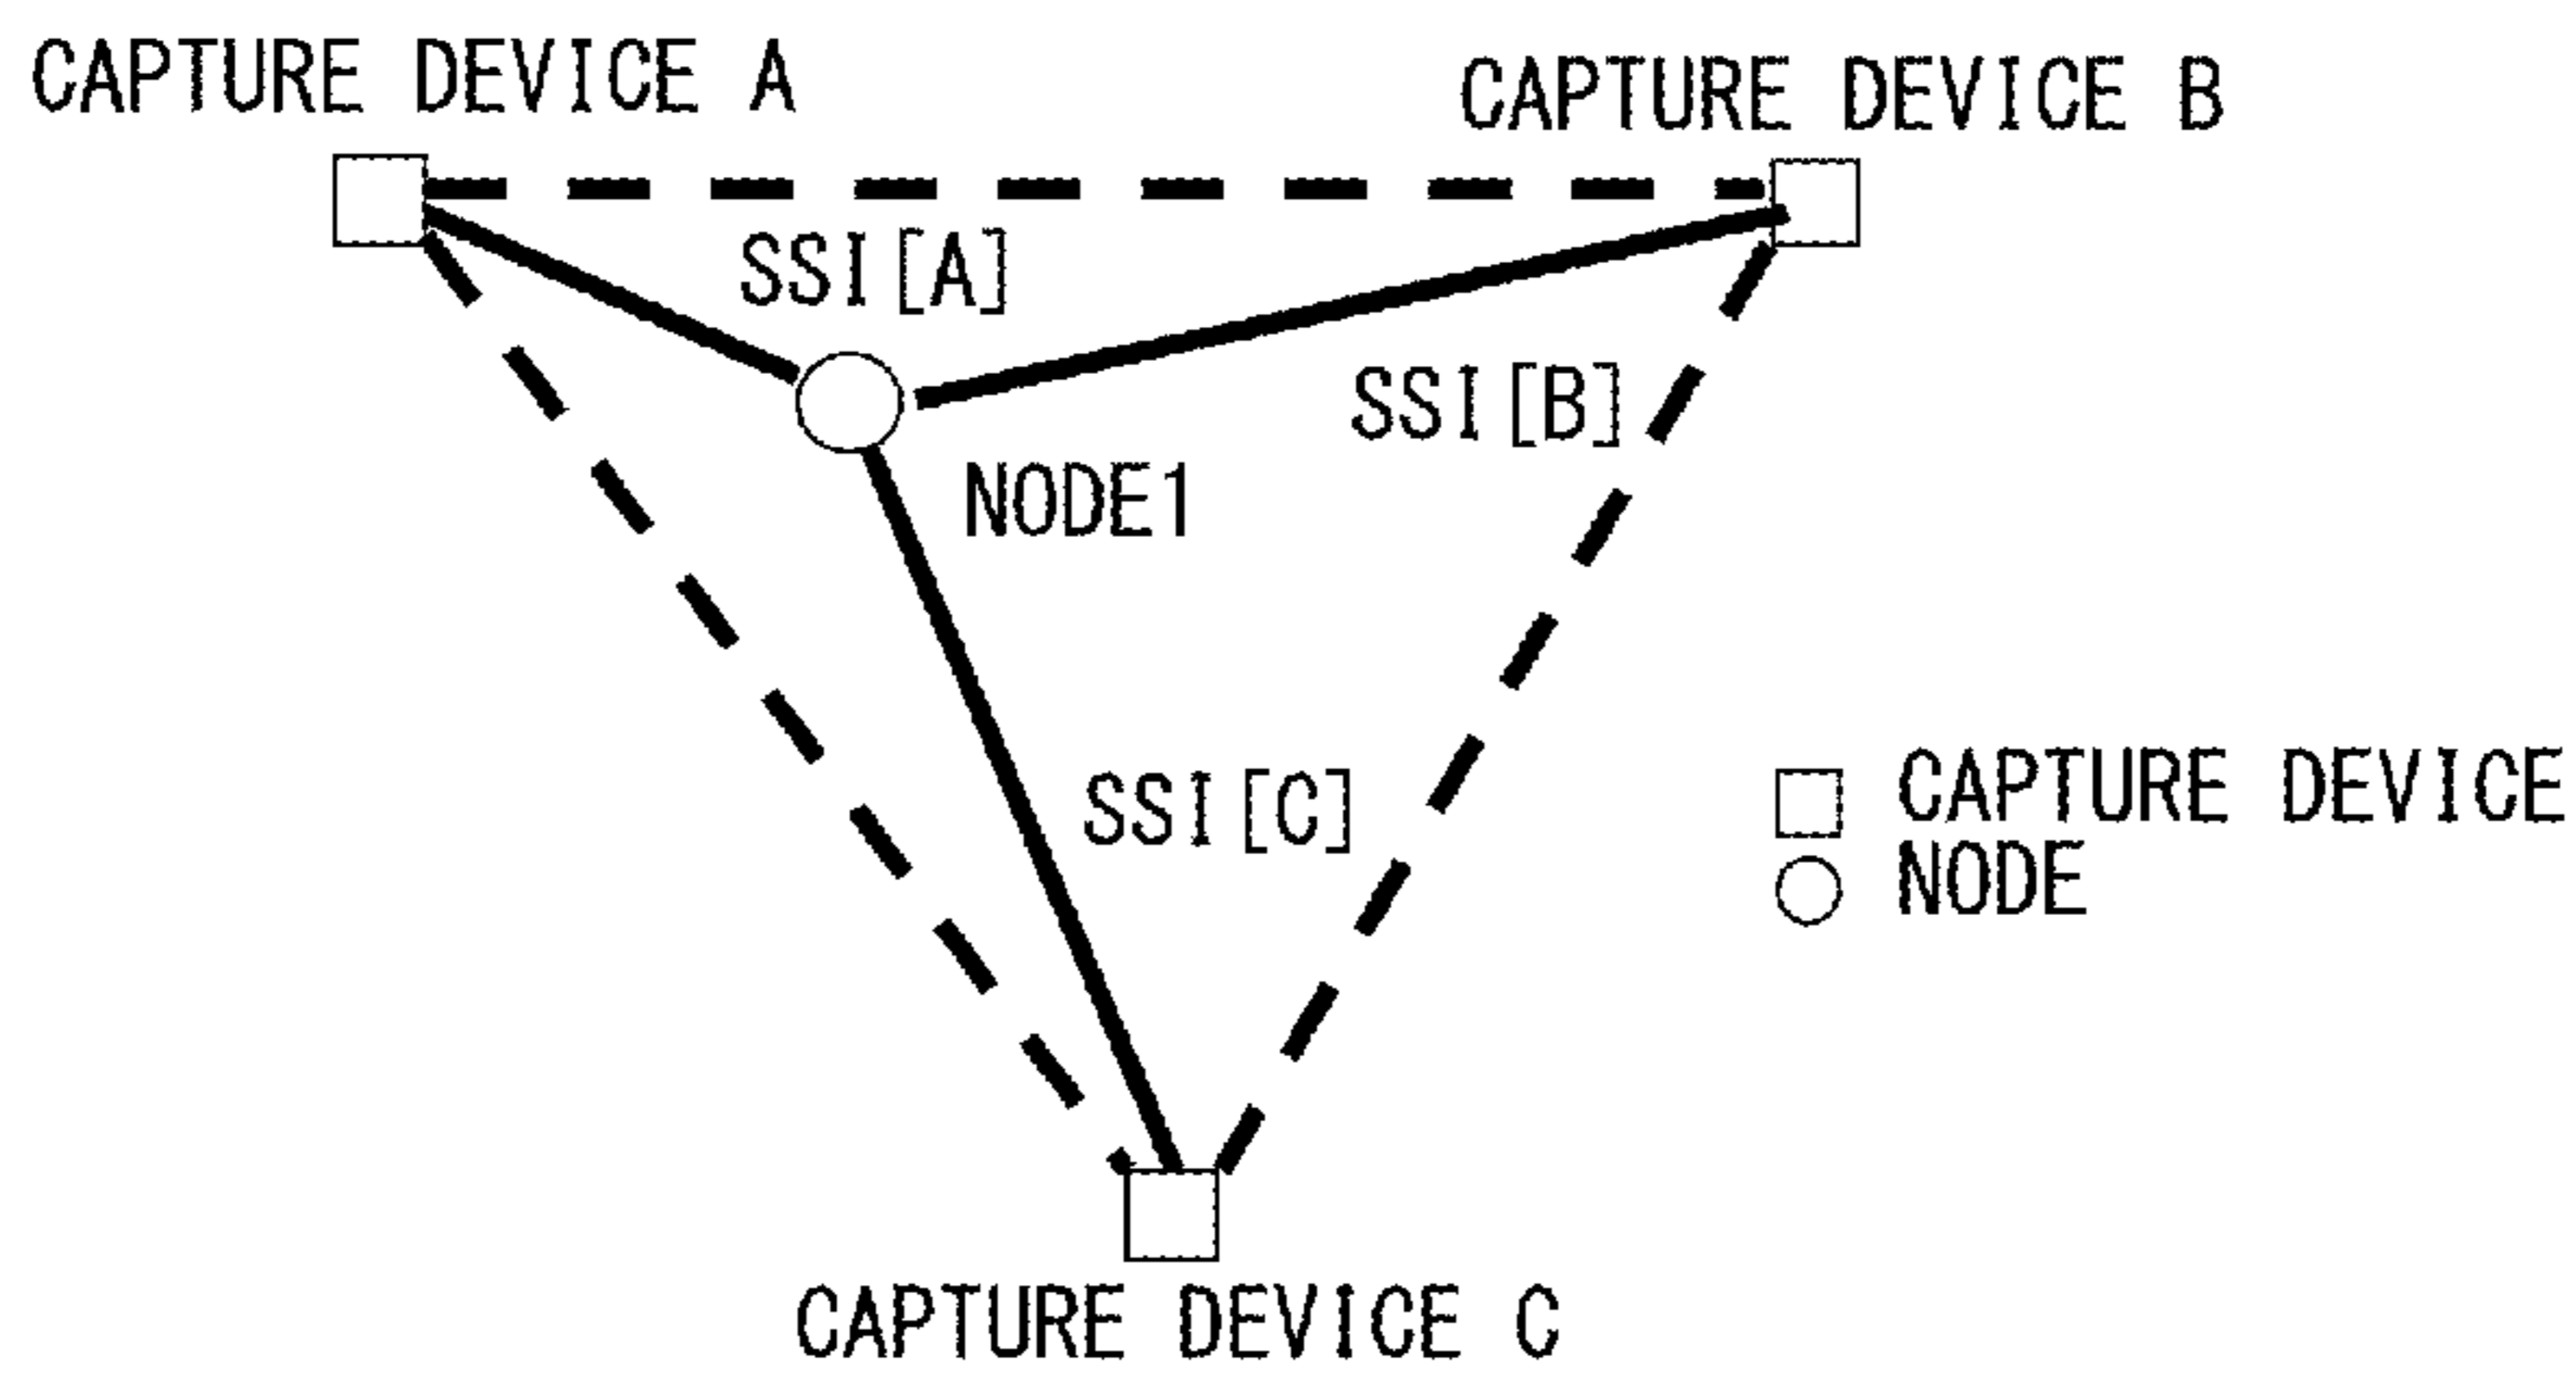 CAPTURE DEVICE A
CAPTURE DEVICE B
SSI[A]
SSI[B]
NODE1
SSI[C]
CAPTURE DEVICE
NODE
CAPTURE DEVICE C